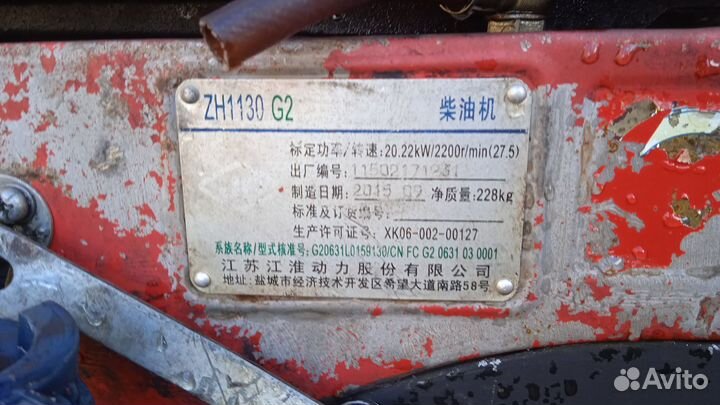 ZH1130 G2 柴油机
标定功率/转速:20.22kW/2200r/min(27.5)
出厂编号:
制造日期: 2015 09 净质量:228kg
标准及订货编号:
生产许可证号: XK06-002-00127
系族名称/型式核准号: G20631L0159130/CN FC G2 0631 03 0001
江苏江淮动力股份有限公司
地址: 盐城市经济技术开发区希望大道南路58号
Avito